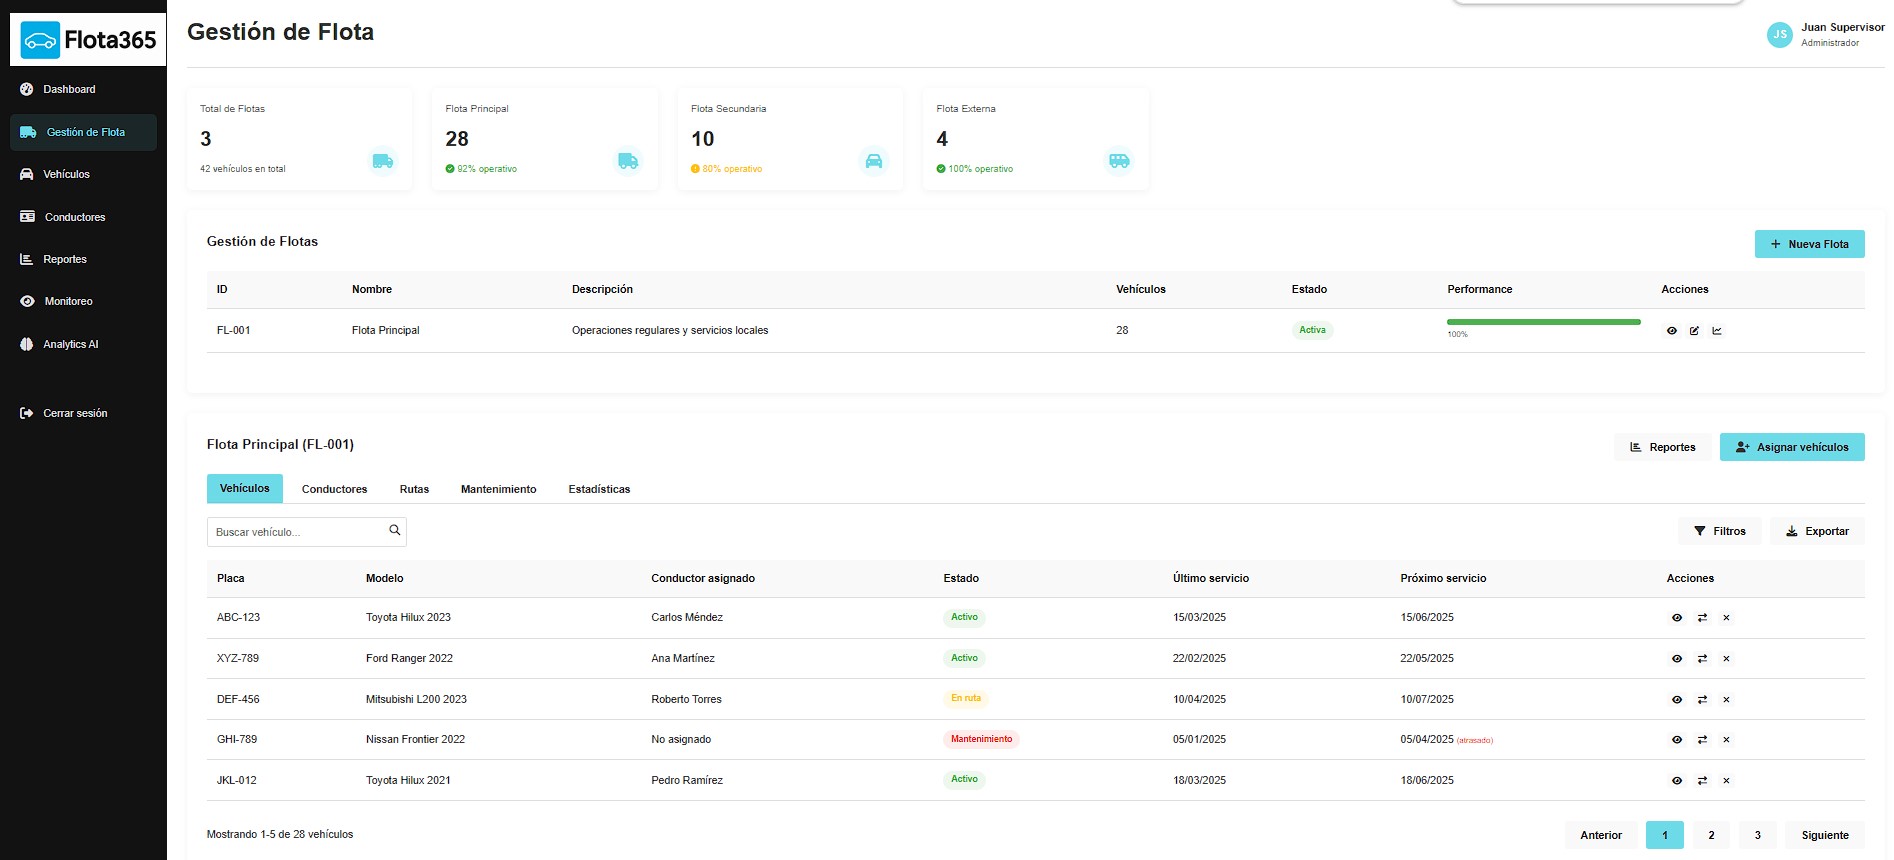 Flota365
Dashboard
Gestión de Flota
Vehículos
Conductores
Reportes
Monitoreo
Analytics AI
Cerrar sesión
Gestión de Flota
JS
Juan Supervisor
Administrador
Total de Flotas
3
42 vehículos en total
Flota Principal
28
92% operativo
Flota Secundaria
10
80% operativo
Flota Externa
4
100% operativo
Gestión de Flotas
+ Nueva Flota
ID Nombre Descripción Vehículos Estado Performance Acciones
FL-001 Flota Principal Operaciones regulares y servicios locales 28 Activa 100%
Flota Principal (FL-001)
Reportes Asignar vehículos
Vehículos Conductores Rutas Mantenimiento Estadísticas
Buscar vehículo...
Filtros Exportar
Placa Modelo Conductor asignado Estado Último servicio Próximo servicio Acciones
ABC-123 Toyota Hilux 2023 Carlos Méndez Activo 15/03/2025 15/06/2025
XYZ-789 Ford Ranger 2022 Ana Martínez Activo 22/02/2025 22/05/2025
DEF-456 Mitsubishi L200 2023 Roberto Torres En ruta 10/04/2025 10/07/2025
GHI-789 Nissan Frontier 2022 No asignado Mantenimiento 05/01/2025 05/04/2025 (atrasado)
JKL-012 Toyota Hilux 2021 Pedro Ramírez Activo 18/03/2025 18/06/2025
Mostrando 1-5 de 28 vehículos
Anterior 1 2 3 Siguiente